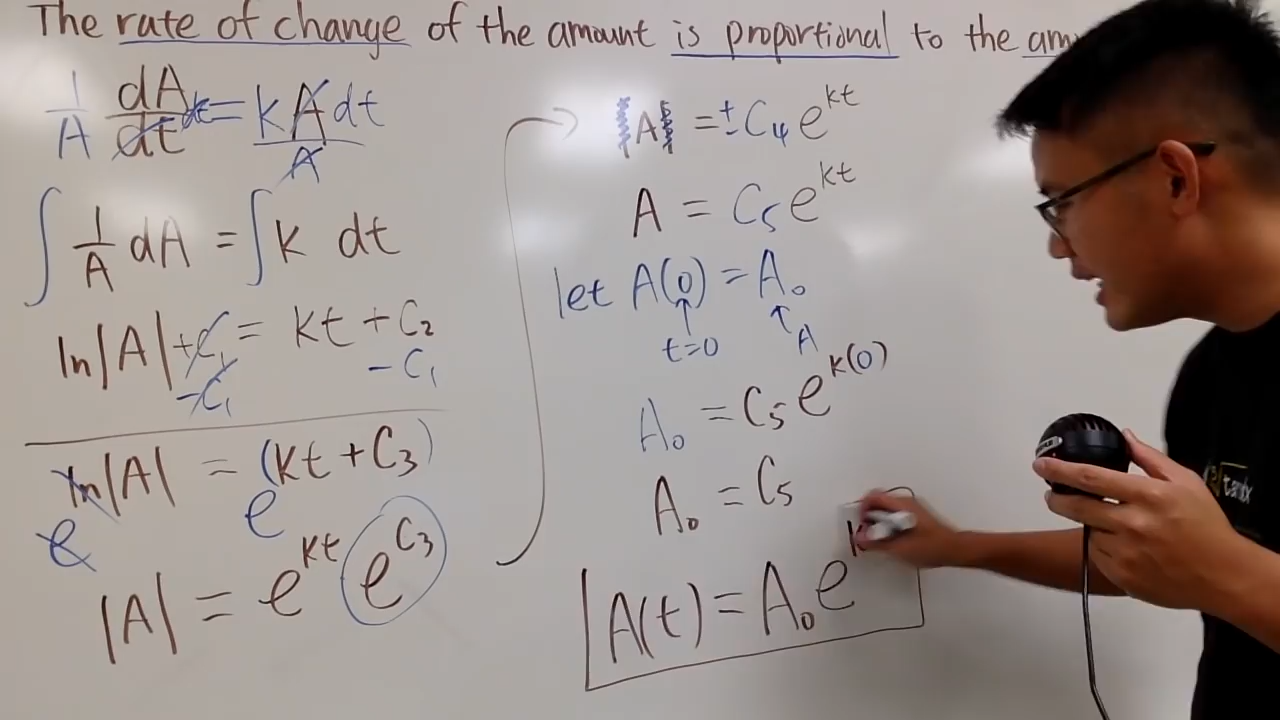 The rate of change of the amount is proportional to the am
1/A dA/dt dt = kA dt / A
∫ 1/A dA = ∫ k dt
ln|A| + C₁ = kt + C₂
-C₁ -C₁
ln|A| = (kt + C₃)
e e
|A| = e^kt e^C₃
|A| = ± C₄ e^kt
A = C₅ e^kt
let A(0) = A₀
t=0 A
A₀ = C₅ e^k(0)
A₀ = C₅
A(t) = A₀ e^k